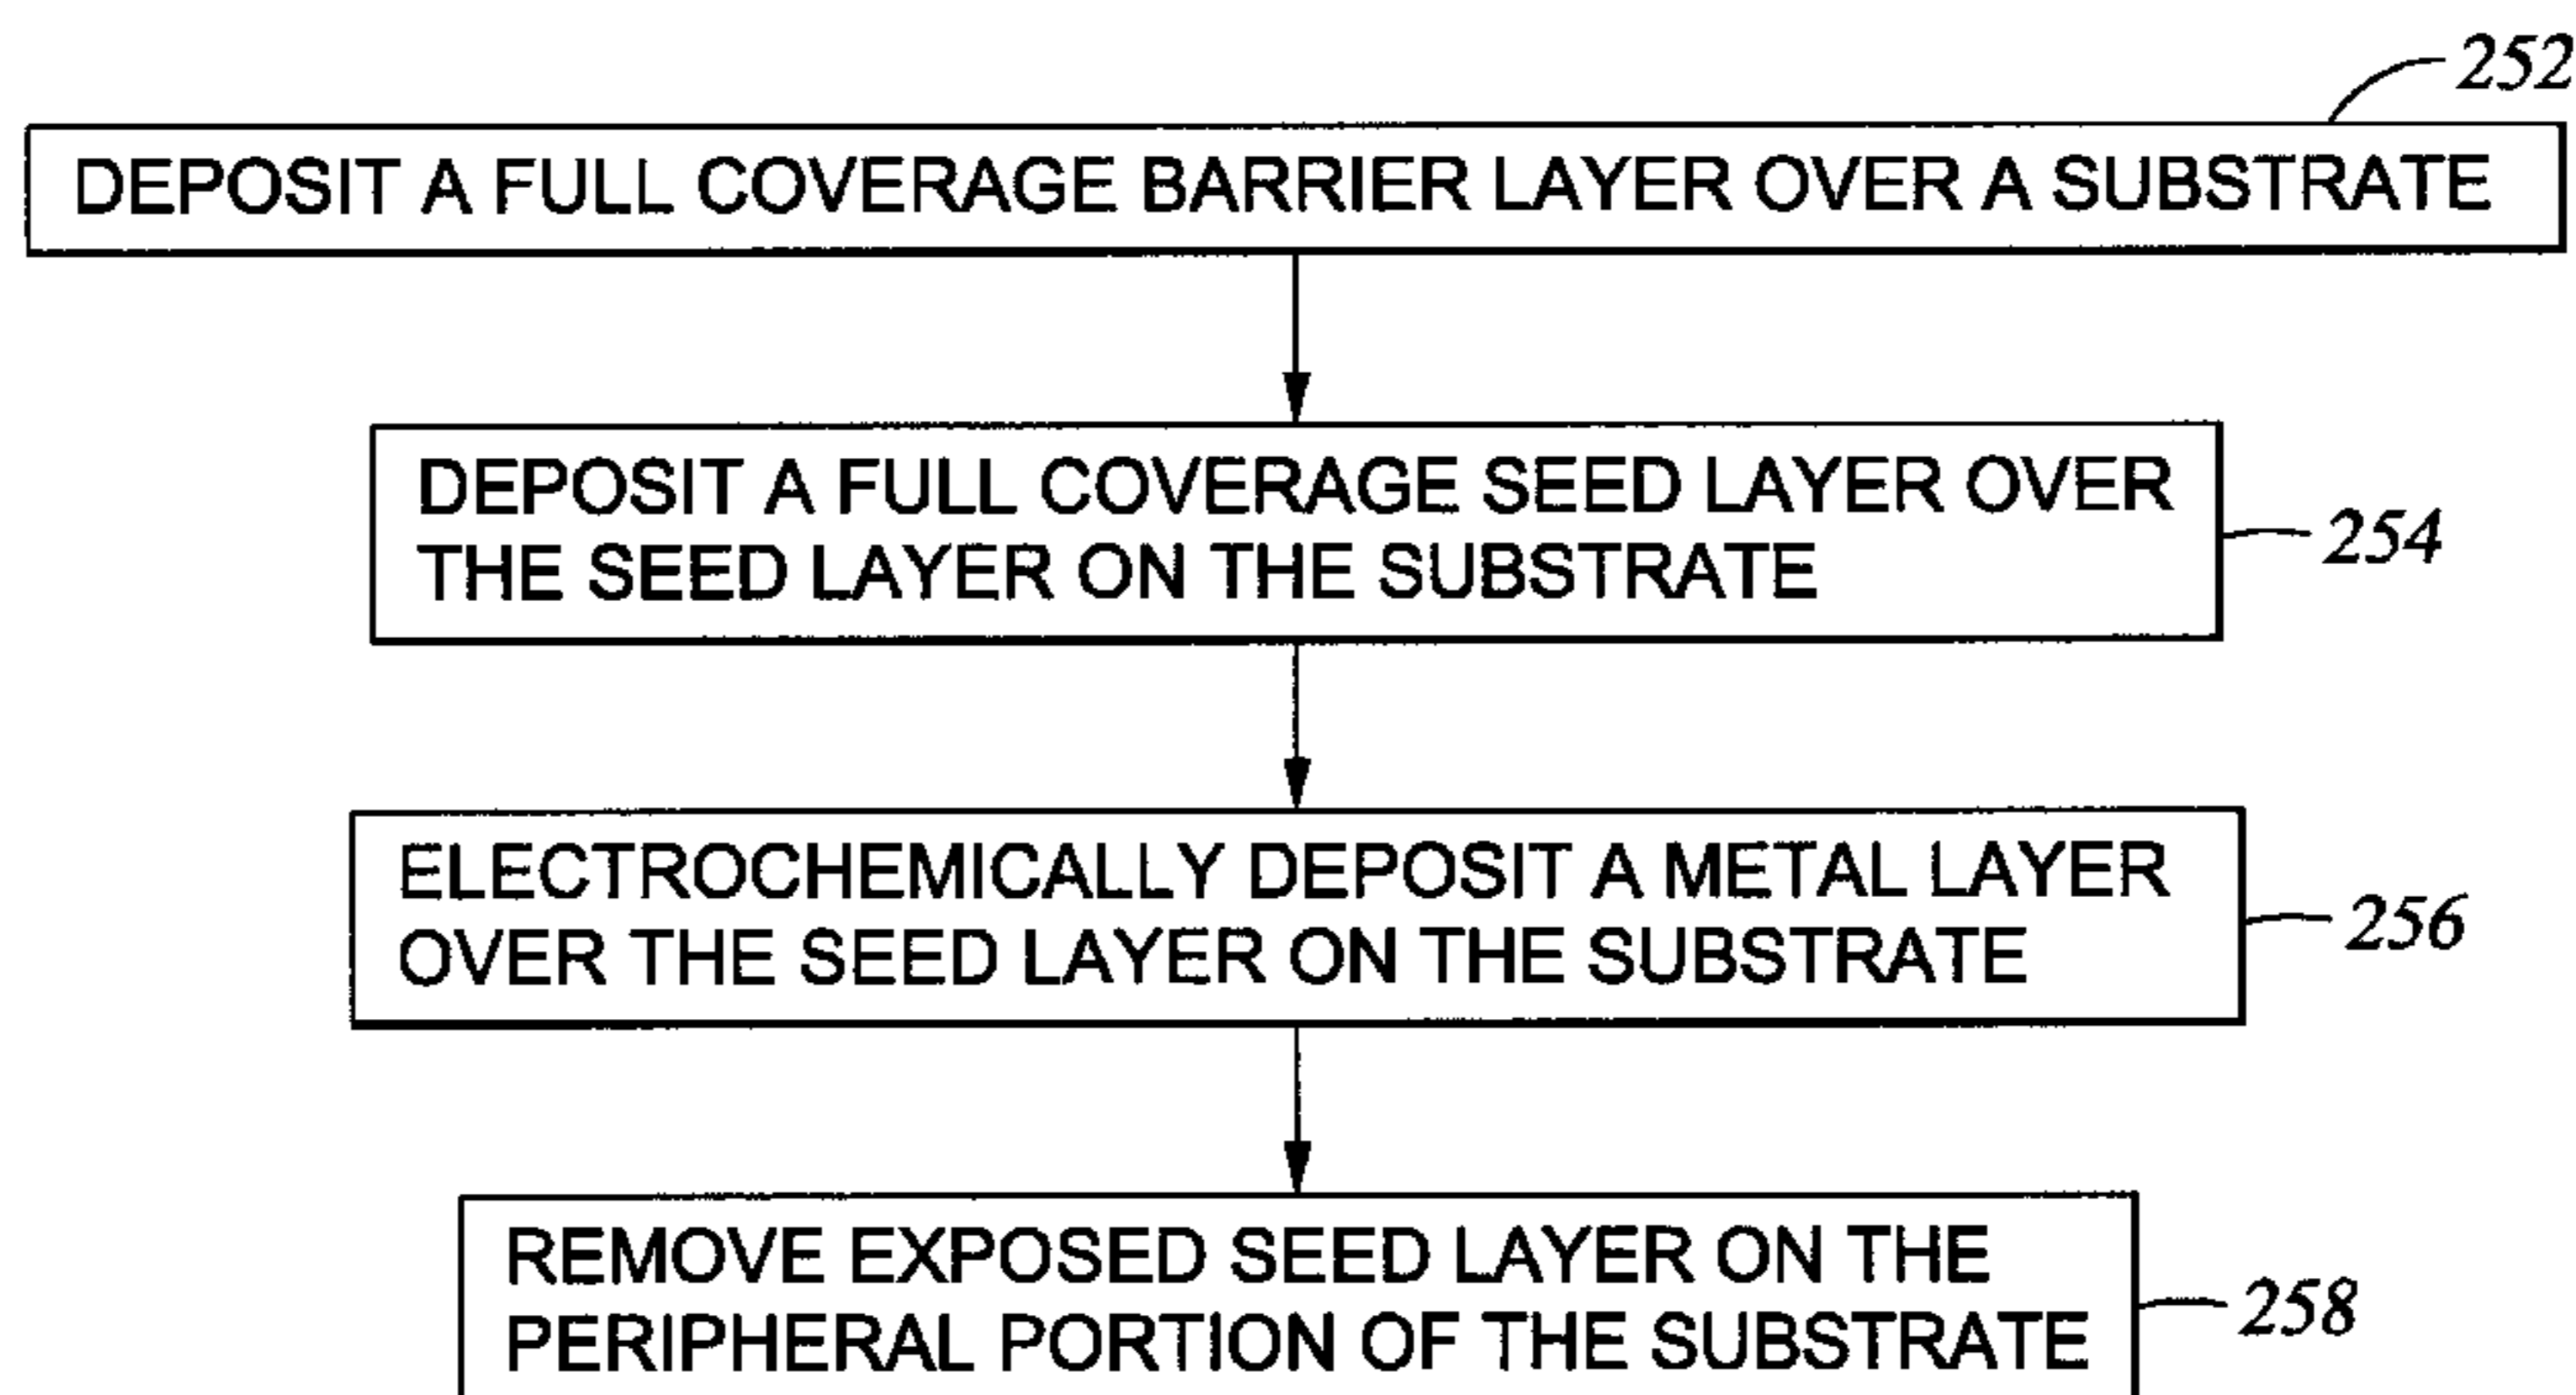 252
DEPOSIT A FULL COVERAGE BARRIER LAYER OVER A SUBSTRATE
DEPOSIT A FULL COVERAGE SEED LAYER OVER
THE SEED LAYER ON THE SUBSTRATE
254
ELECTROCHEMICALLY DEPOSIT A METAL LAYER
OVER THE SEED LAYER ON THE SUBSTRATE
256
REMOVE EXPOSED SEED LAYER ON THE
PERIPHERAL PORTION OF THE SUBSTRATE
258